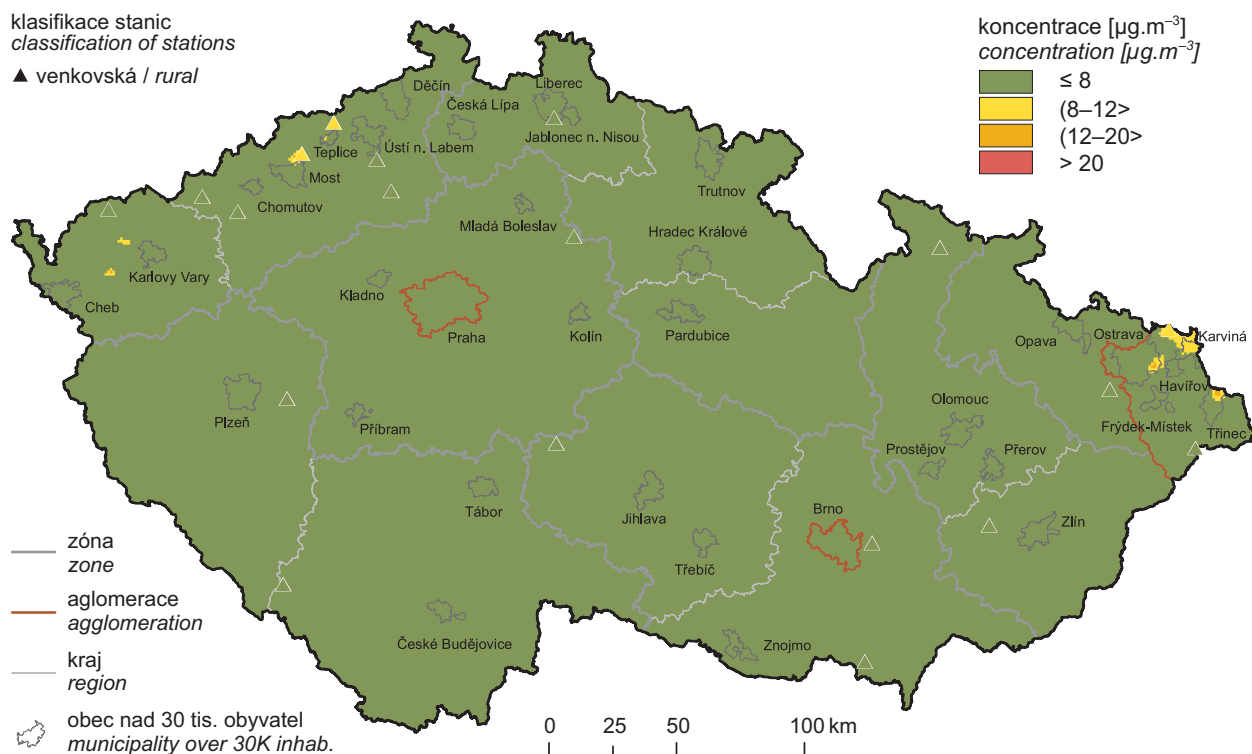 klasifikace stanic
classification of stations
▲ venkovská / rural
koncentrace [µg.m⁻³]
concentration [µg.m⁻³]
≤ 8
(8–12>
(12–20>
> 20
Děčín
Liberec
Česká Lípa
Jablonec n. Nisou
Teplice
Ústí n. Labem
Most
Trutnov
Chomutov
Mladá Boleslav
Hradec Králové
Karlovy Vary
Kladno
Cheb
Praha
Kolín
Pardubice
Opava
Ostrava
Karviná
Havířov
Plzeň
Příbram
Olomouc
Frýdek-Místek
Třinec
Prostějov
Přerov
Tábor
Jihlava
Brno
Zlín
Třebíč
České Budějovice
Znojmo
zóna
zone
aglomerace
agglomeration
kraj
region
obec nad 30 tis. obyvatel
municipality over 30K inhab.
0 25 50 100 km